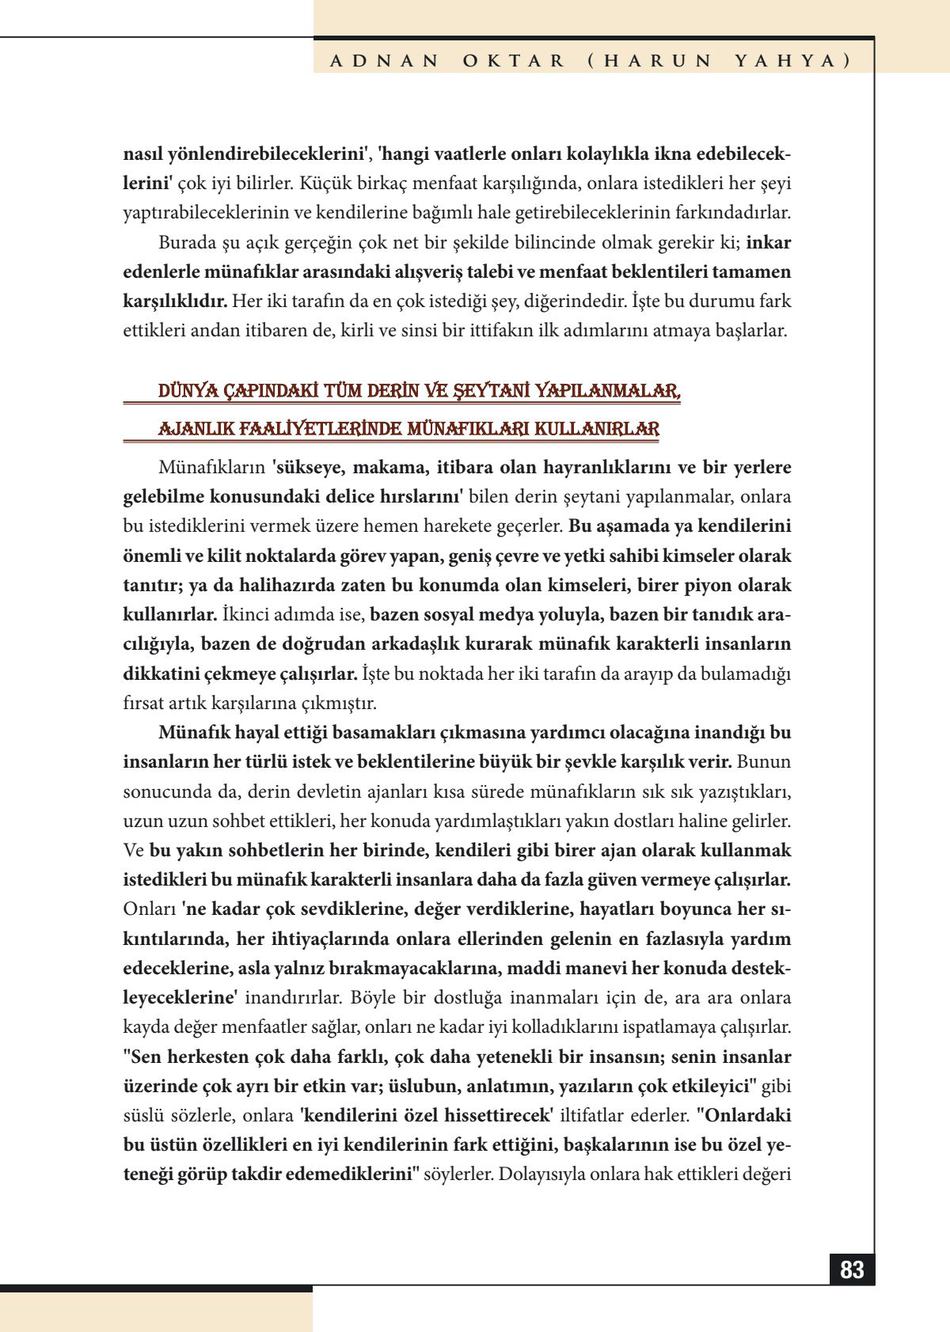 ADNAN OKTAR (HARUN YAHYA)
nasıl yönlendirebileceklerini', 'hangi vaatlerle onları kolaylıkla ikna edebilecek-
lerini' çok iyi bilirler. Küçük birkaç menfaat karşılığında, onlara istedikleri her şeyi
yaptırabileceklerinin ve kendilerine bağımlı hale getirebileceklerinin farkındadırlar.
Burada şu açık gerçeğin çok net bir şekilde bilincinde olmak gerekir ki; inkar
edenlerle münafıklar arasındaki alışveriş talebi ve menfaat beklentileri tamamen
karşılıklıdır. Her iki tarafın da en çok istediği şey, diğerindedir. İşte bu durumu fark
ettikleri andan itibaren de, kirli ve sinsi bir ittifakın ilk adımlarını atmaya başlarlar.
DÜNYA ÇAPINDAKİ TÜM DERİN VE ŞEYTANİ YAPILANMALAR,
AJANLIK FAALİYETLERİNDE MÜNAFIKLARI KULLANIRLAR
Münafıkların 'sükseye, makama, itibara olan hayranlıklarını ve bir yerlere
gelebilme konusundaki delice hırslarını' bilen derin şeytani yapılanmalar, onlara
bu istediklerini vermek üzere hemen harekete geçerler. Bu aşamada ya kendilerini
önemli ve kilit noktalarda görev yapan, geniş çevre ve yetki sahibi kimseler olarak
tanıtır; ya da halihazırda zaten bu konumda olan kimseleri, birer piyon olarak
kullanırlar. İkinci adımda ise, bazen sosyal medya yoluyla, bazen bir tanıdık ara-
cılığıyla, bazen de doğrudan arkadaşlık kurarak münafık karakterli insanların
dikkatini çekmeye çalışırlar. İşte bu noktada her iki tarafın da arayıp da bulamadığı
fırsat artık karşılarına çıkmıştır.
Münafık hayal ettiği basamakları çıkmasına yardımcı olacağına inandığı bu
insanların her türlü istek ve beklentilerine büyük bir şevkle karşılık verir. Bunun
sonucunda da, derin devletin ajanları kısa sürede münafıkların sık sık yazıştıkları,
uzun uzun sohbet ettikleri, her konuda yardımlaştıkları yakın dostları haline gelirler.
Ve bu yakın sohbetlerin her birinde, kendileri gibi birer ajan olarak kullanmak
istedikleri bu münafık karakterli insanlara daha da fazla güven vermeye çalışırlar.
Onları 'ne kadar çok sevdiklerine, değer verdiklerine, hayatları boyunca her sı-
kıntılarında, her ihtiyaçlarında onlara ellerinden gelenin en fazlasıyla yardım
edeceklerine, asla yalnız bırakmayacaklarına, maddi manevi her konuda destek-
leyeceklerine' inandırırlar. Böyle bir dostluğa inanmaları için de, ara ara onlara
kayda değer menfaatler sağlar, onları ne kadar iyi kolladıklarını ispatlamaya çalışırlar.
"Sen herkesten çok daha farklı, çok daha yetenekli bir insansın; senin insanlar
üzerinde çok ayrı bir etkin var; üslubun, anlatımın, yazıların çok etkileyici" gibi
süslü sözlerle, onlara 'kendilerini özel hissettirecek' iltifatlar ederler. "Onlardaki
bu üstün özellikleri en iyi kendilerinin fark ettiğini, başkalarının ise bu özel ye-
teneği görüp takdir edemediklerini" söylerler. Dolayısıyla onlara hak ettikleri değeri
83